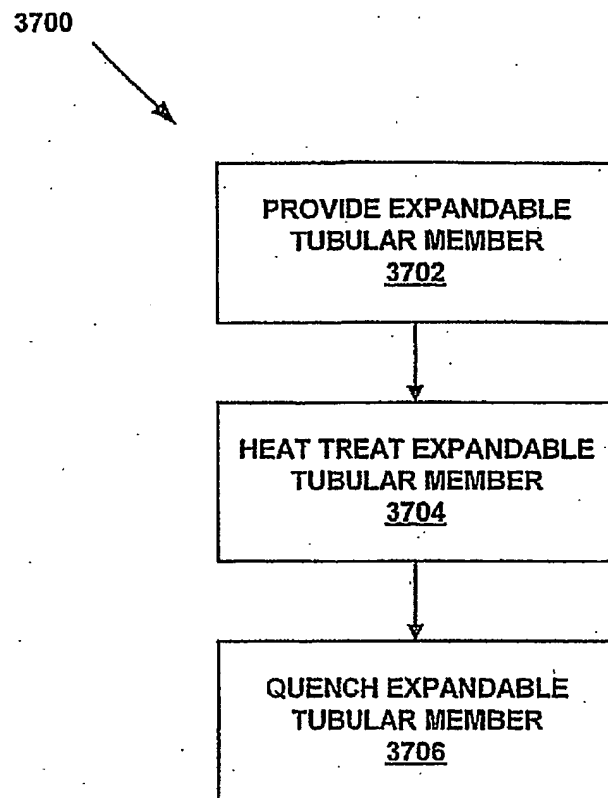 3700
PROVIDE EXPANDABLE
TUBULAR MEMBER
3702
HEAT TREAT EXPANDABLE
TUBULAR MEMBER
3704
QUENCH EXPANDABLE
TUBULAR MEMBER
3706